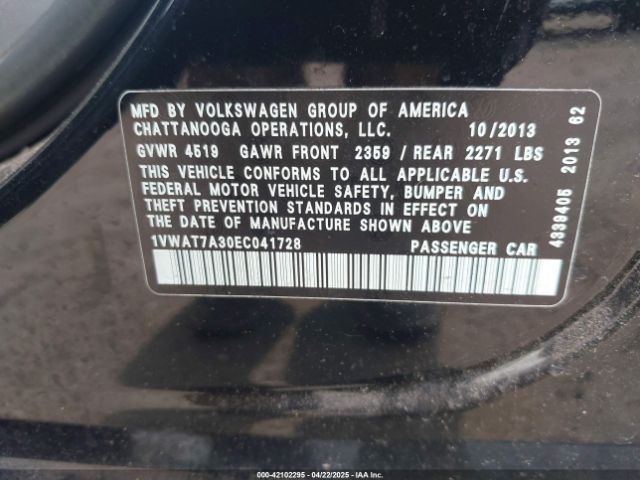 MFD BY VOLKSWAGEN GROUP OF AMERICA
CHATTANOOGA OPERATIONS, LLC. 10/2013
GVWR 4519 GAWR FRONT 2359 / REAR 2271 LBS
THIS VEHICLE CONFORMS TO ALL APPLICABLE U.S.
FEDERAL MOTOR VEHICLE SAFETY, BUMPER AND
THEFT PREVENTION STANDARDS IN EFFECT ON
THE DATE OF MANUFACTURE SHOWN ABOVE
1VWAT7A30EC041728 PASSENGER CAR
4339405 2013 62
000-42102295 - 04/22/2025 - IAAI.COM